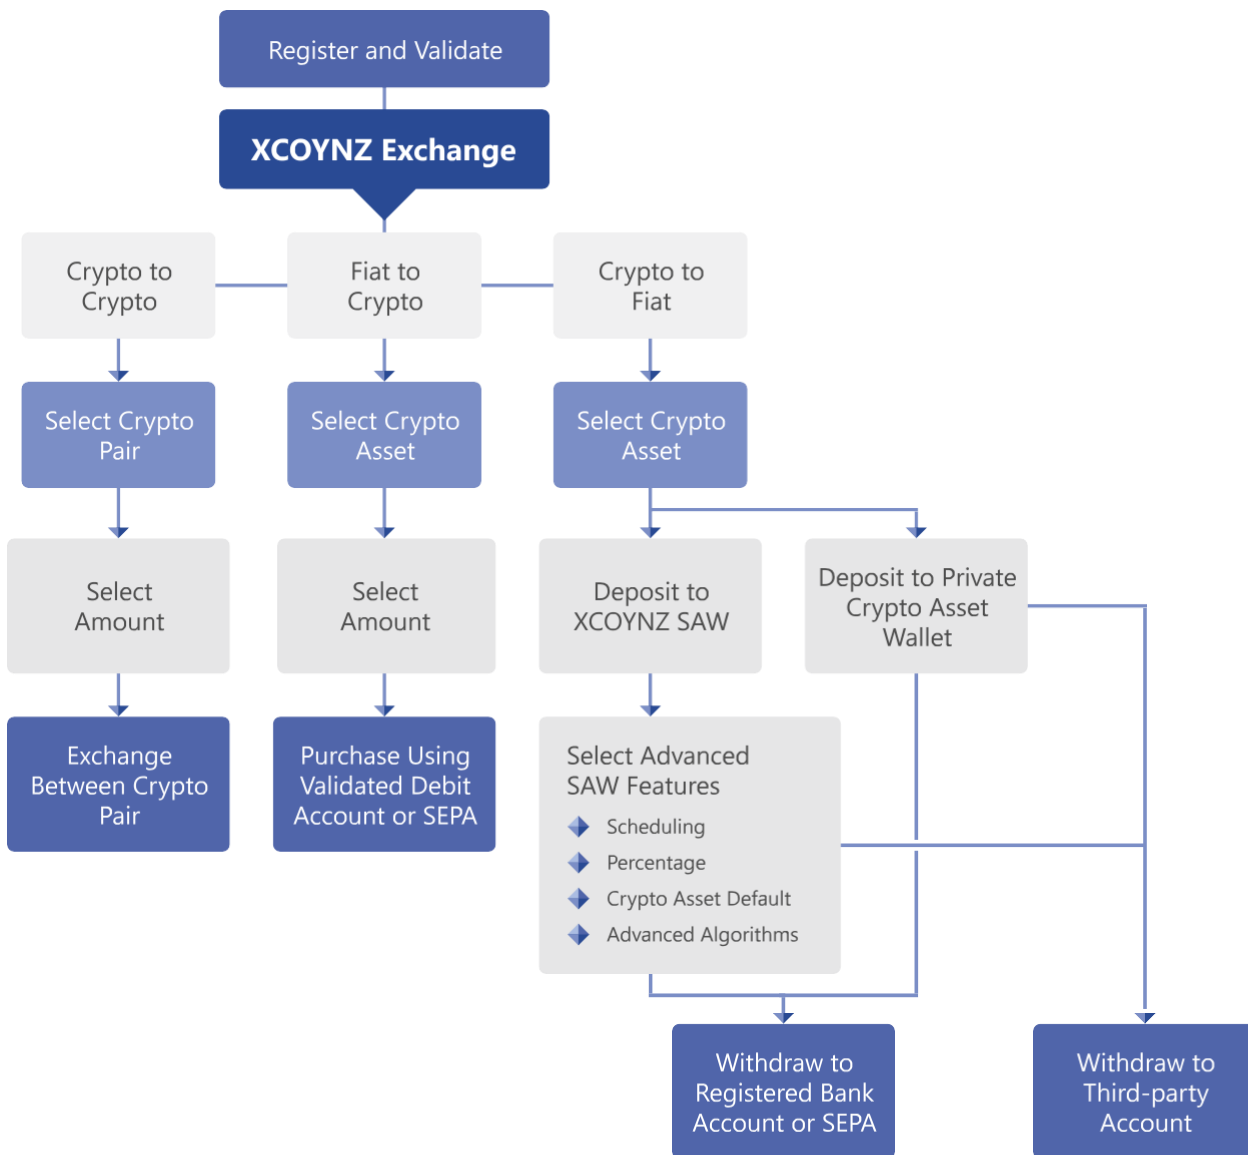 Register and Validate
XCOYNZ Exchange
Crypto to
Crypto
Fiat to
Crypto
Crypto to
Fiat
Select Crypto
Pair
Select Crypto
Asset
Select Crypto
Asset
Select
Amount
Select
Amount
Deposit to
XCOYNZ SAW
Deposit to Private
Crypto Asset
Wallet
Exchange
Between Crypto
Pair
Purchase Using
Validated Debit
Account or SEPA
Select Advanced
SAW Features
Scheduling
Percentage
Crypto Asset Default
Advanced Algorithms
Withdraw to
Registered Bank
Account or SEPA
Withdraw to
Third-party
Account